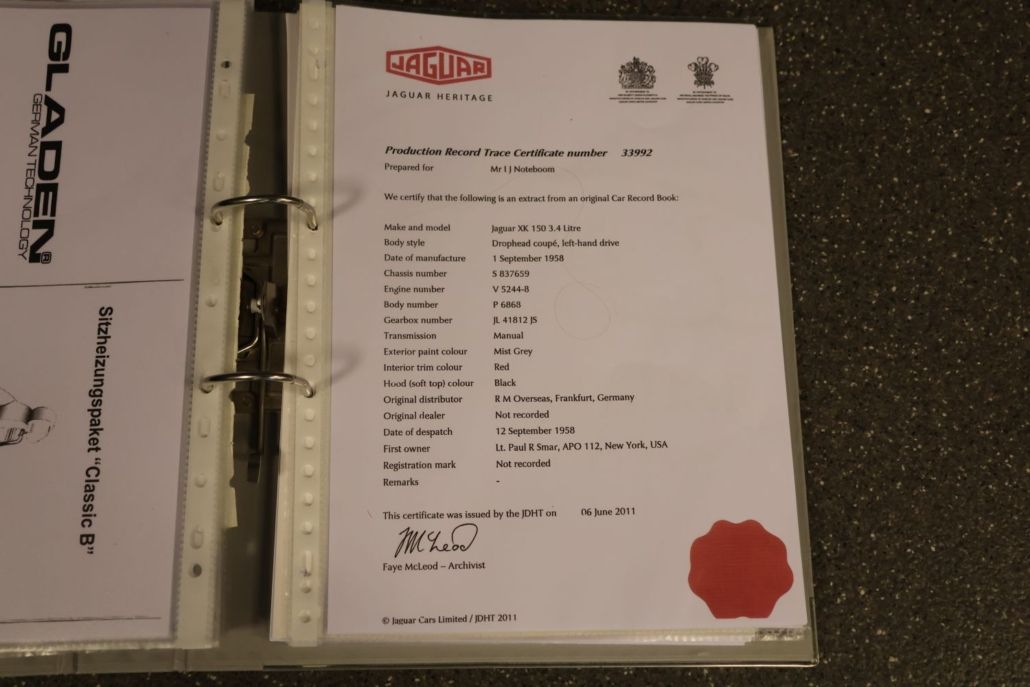 GLADEN®
GERMAN TECHNOLOGY
Sitzheizungspaket "Classic B"
JAGUAR
JAGUAR HERITAGE
Production Record Trace Certificate number 33992
Prepared for Mr I J Noteboom
We certify that the following is an extract from an original Car Record Book:
Make and model Jaguar XK 150 3.4 Litre
Body style Drophead coupé, left-hand drive
Date of manufacture 1 September 1958
Chassis number S 837659
Engine number V 5244-8
Body number P 6868
Gearbox number JL 41812 JS
Transmission Manual
Exterior paint colour Mist Grey
Interior trim colour Red
Hood (soft top) colour Black
Original distributor R M Overseas, Frankfurt, Germany
Original dealer Not recorded
Date of despatch 12 September 1958
First owner Lt. Paul R Smar, APO 112, New York, USA
Registration mark Not recorded
Remarks -
This certificate was issued by the JDHT on 06 June 2011
McLeod
Faye McLeod – Archivist
© Jaguar Cars Limited / JDHT 2011